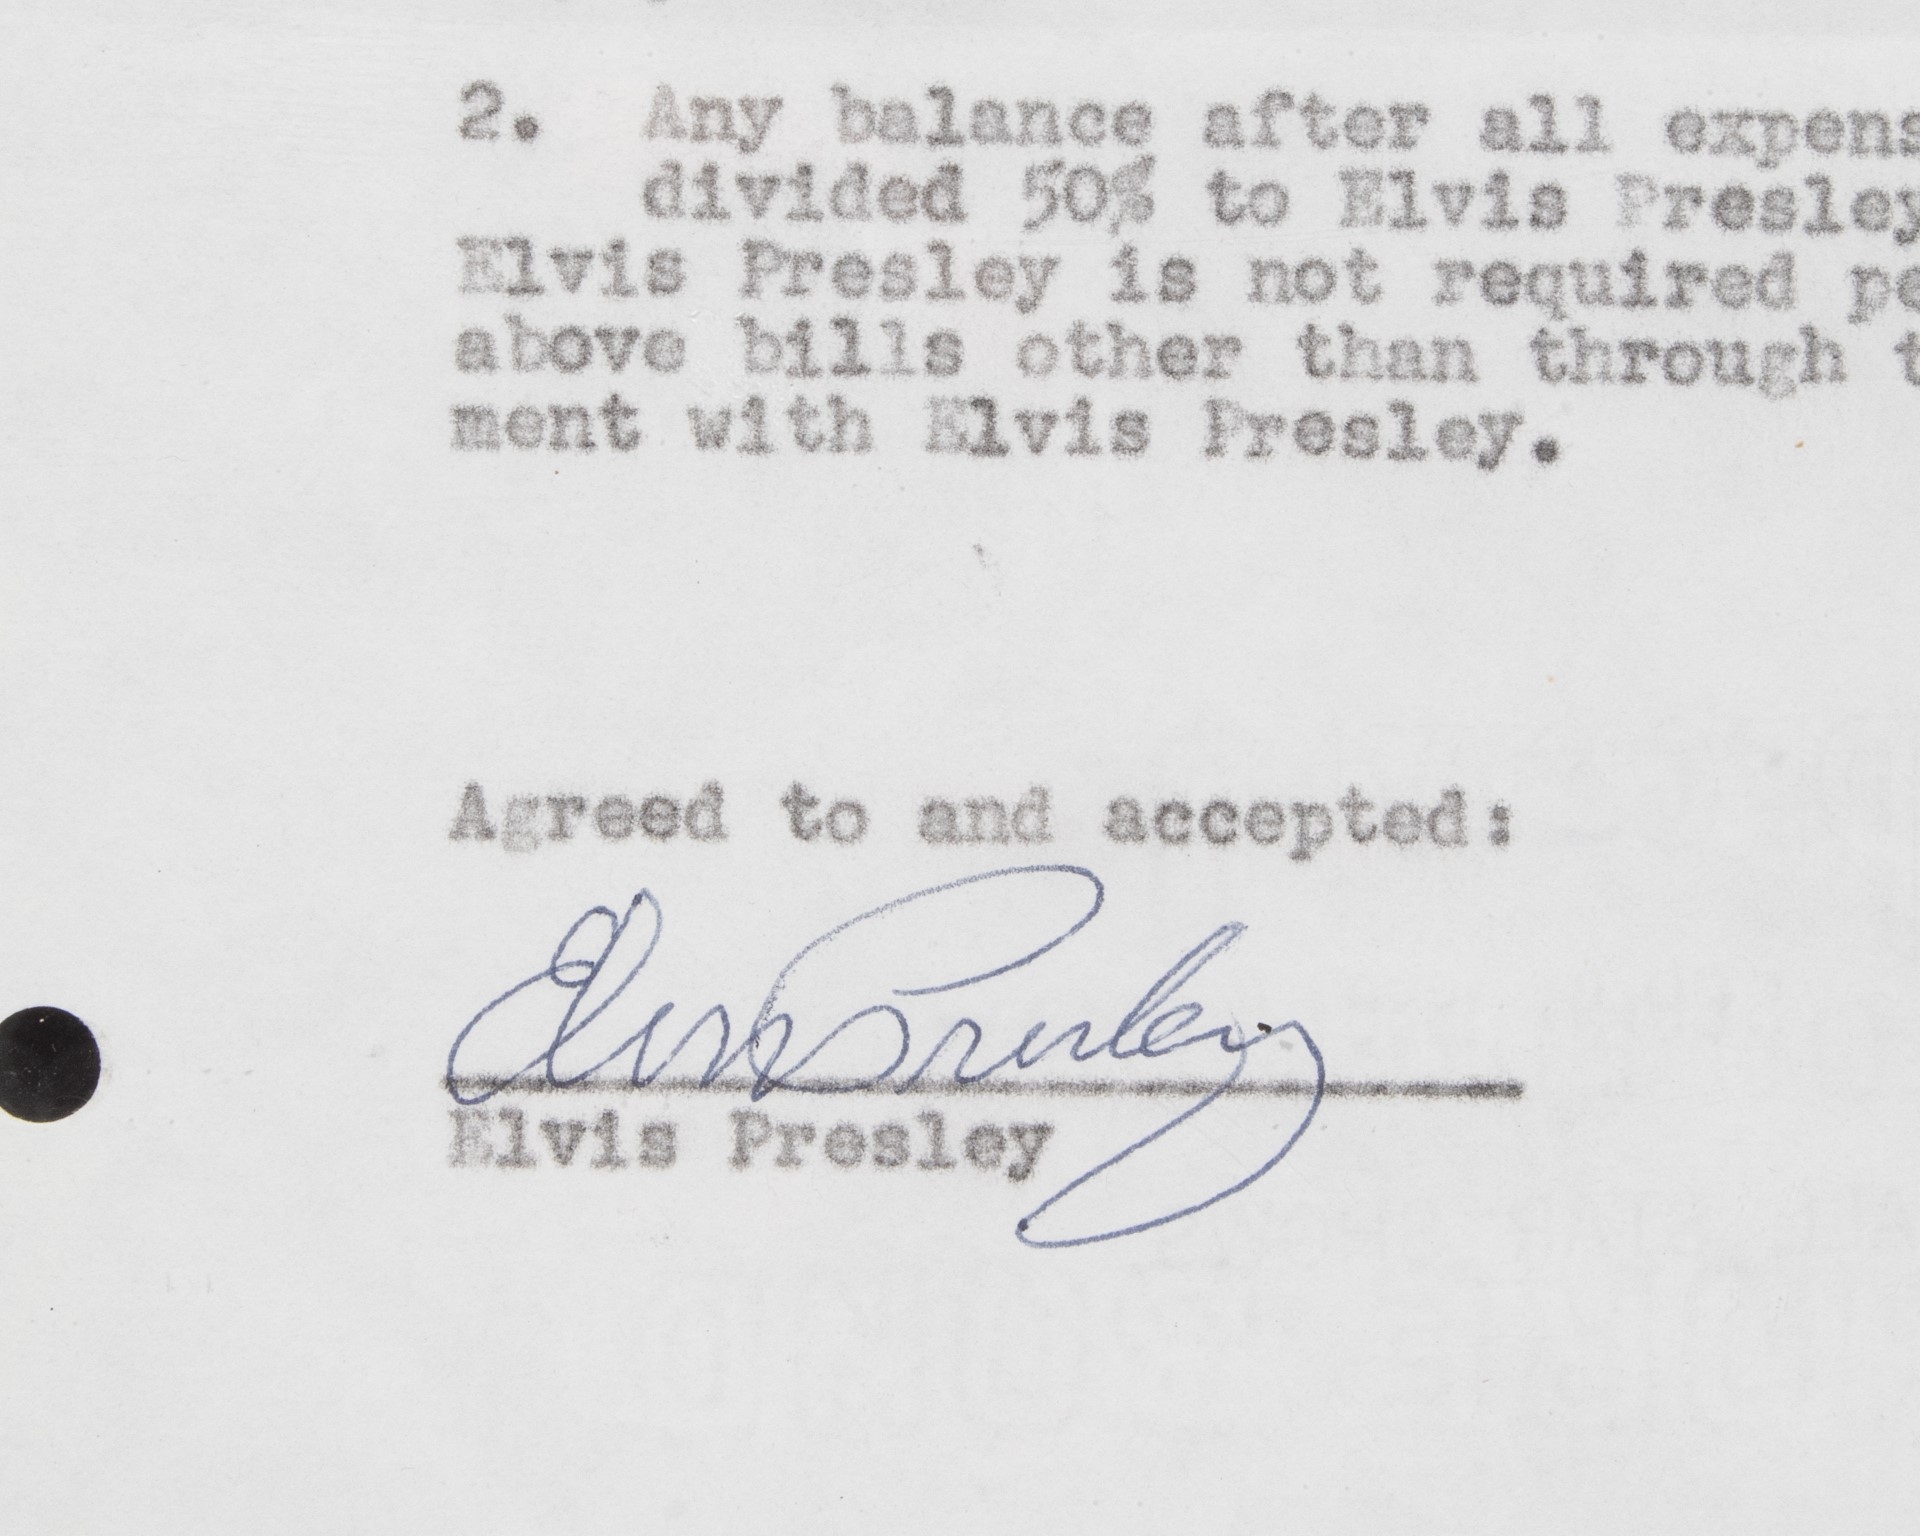 2. Any balance after all expens
divided 50% to Elvis Presley
Elvis Presley is not required pe
above bills other than through t
ment with Elvis Presley.
Agreed to and accepted:
Elvis Presley
Elvis Presley